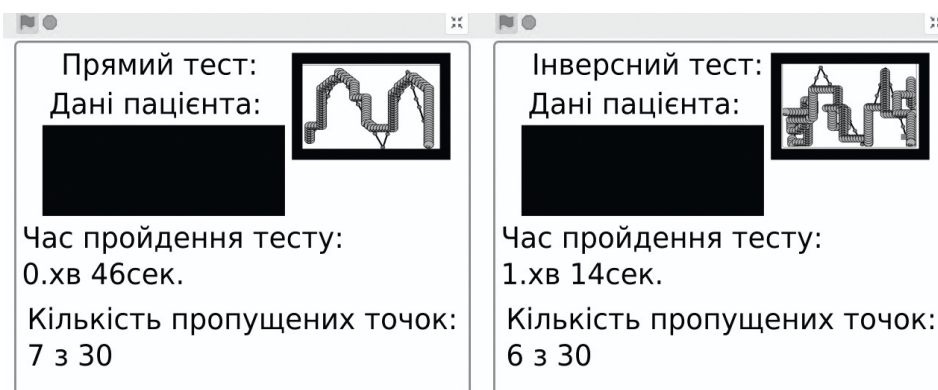 Прямий тест:
Дані пацієнта:
Час пройдення тесту:
0.хв 46сек.
Кількість пропущених точок:
7 з 30
Інверсний тест:
Дані пацієнта:
Час пройдення тесту:
1.хв 14сек.
Кількість пропущених точок:
6 з 30